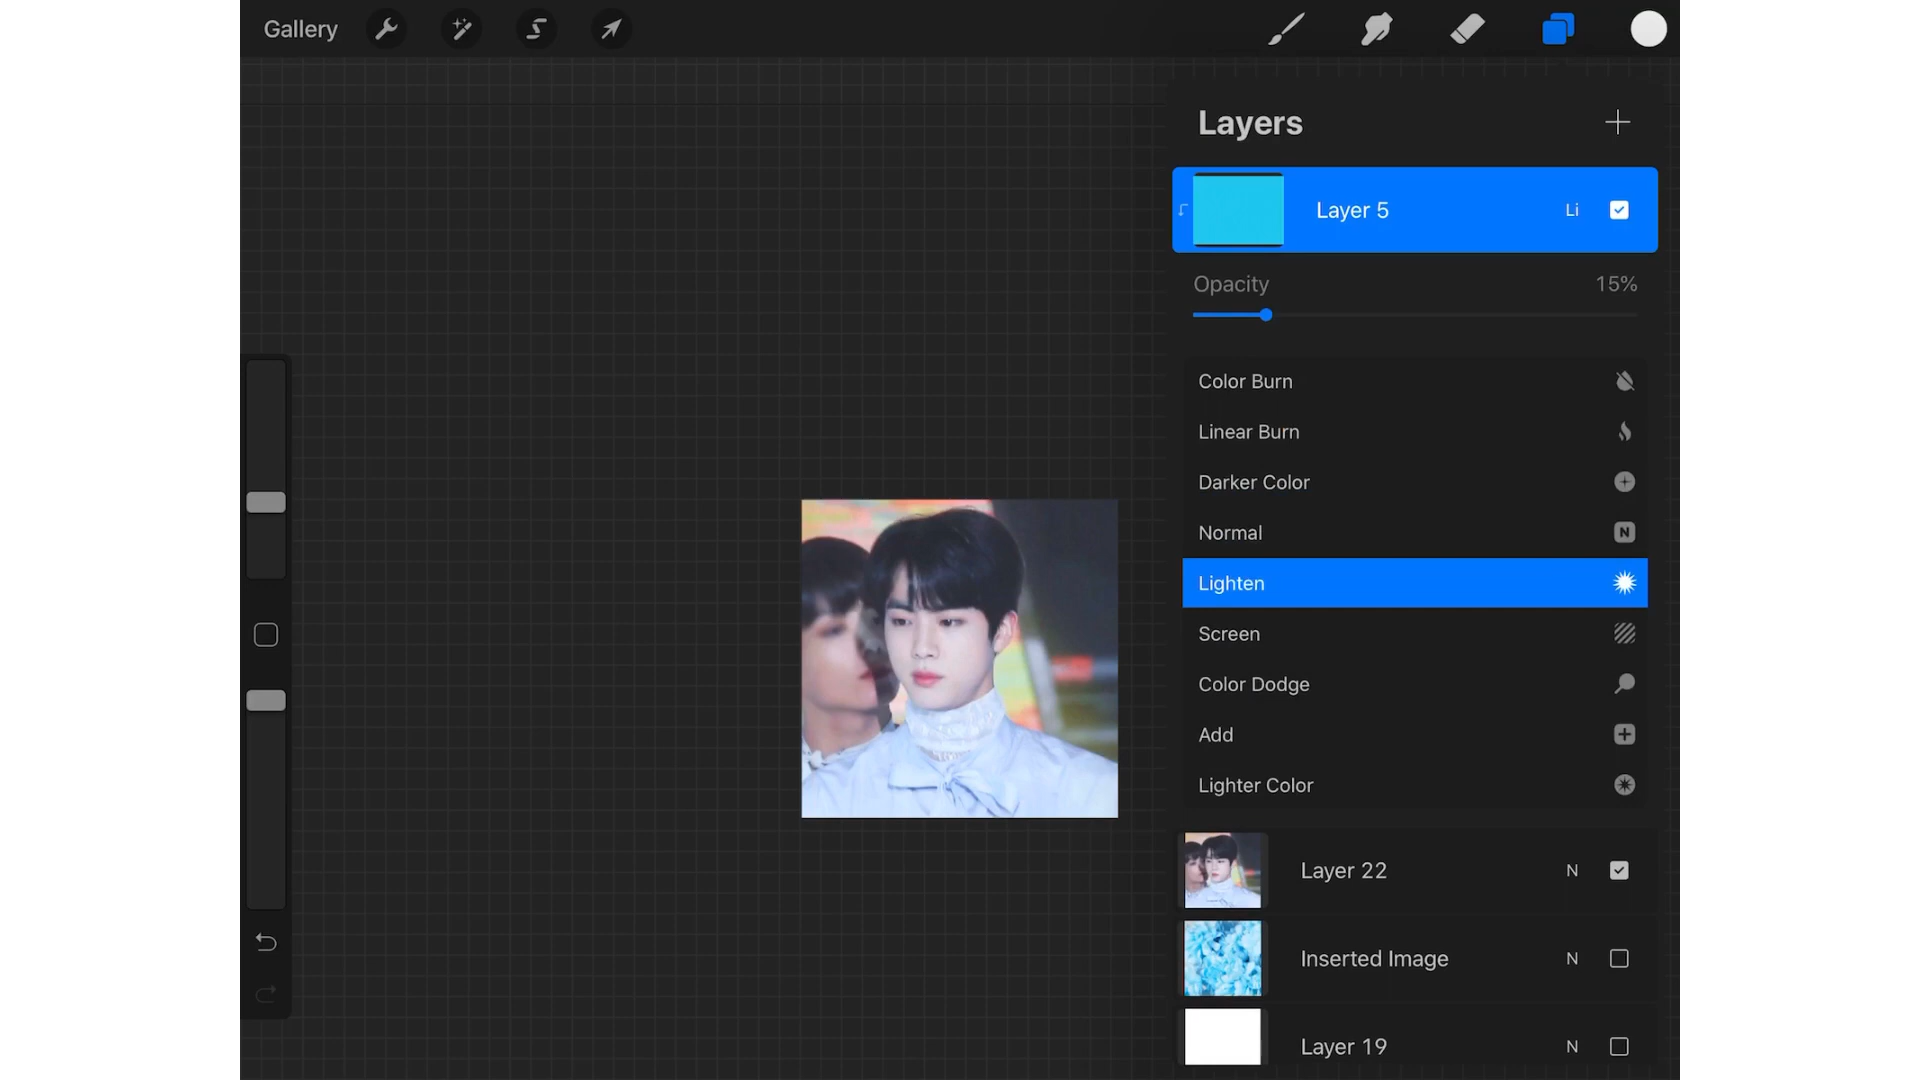 Gallery
Layers
Layer 5 Li
Opacity 15%
Color Burn
Linear Burn
Darker Color
Normal N
Lighten
Screen
Color Dodge
Add
Lighter Color
Layer 22 N
Inserted Image N
Layer 19 N